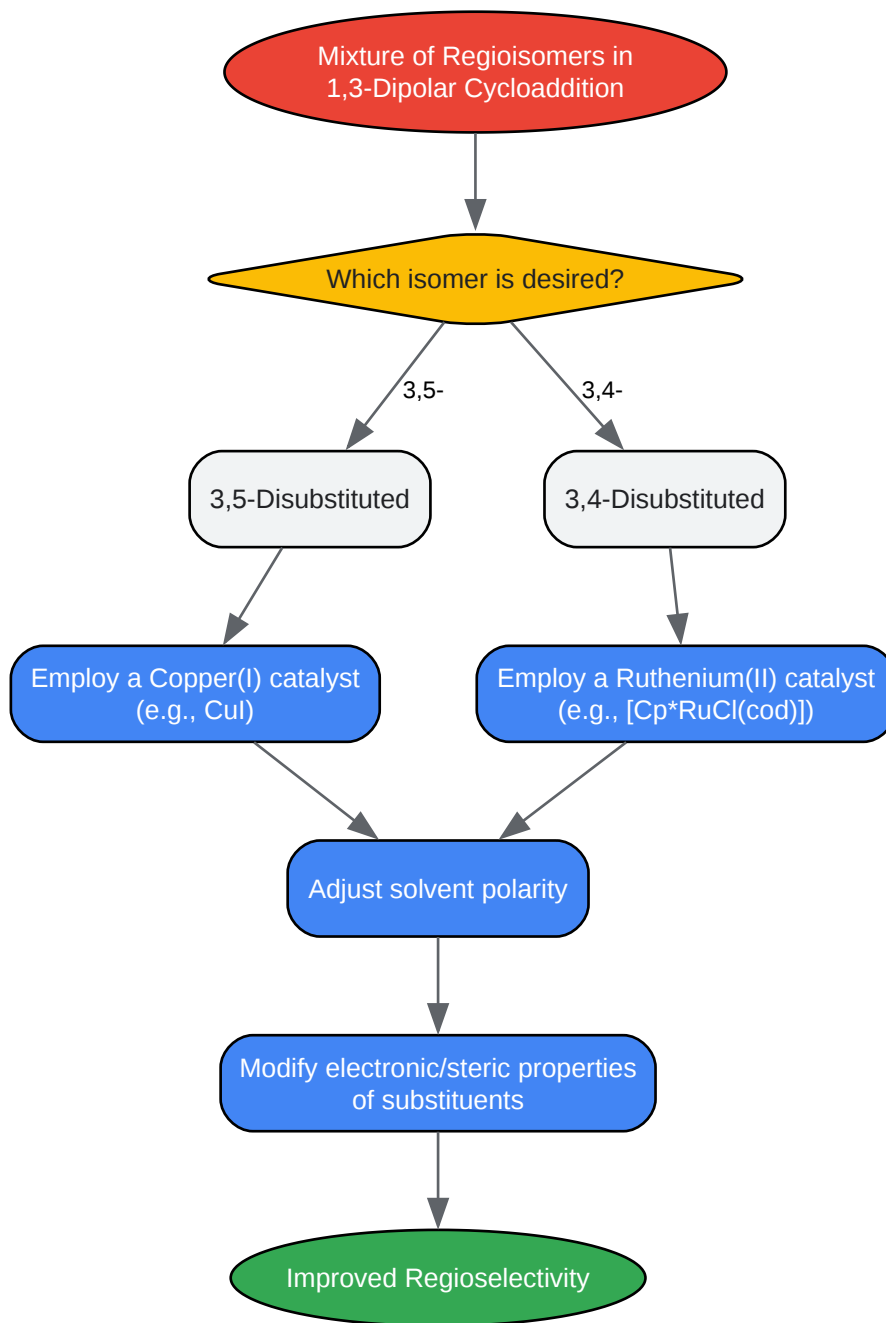 Mixture of Regioisomers in
1,3-Dipolar Cycloaddition
Which isomer is desired?
3,5-
3,4-
3,5-Disubstituted
3,4-Disubstituted
Employ a Copper(I) catalyst
(e.g., CuI)
Employ a Ruthenium(II) catalyst
(e.g., [Cp*RuCl(cod)])
Adjust solvent polarity
Modify electronic/steric properties
of substituents
Improved Regioselectivity